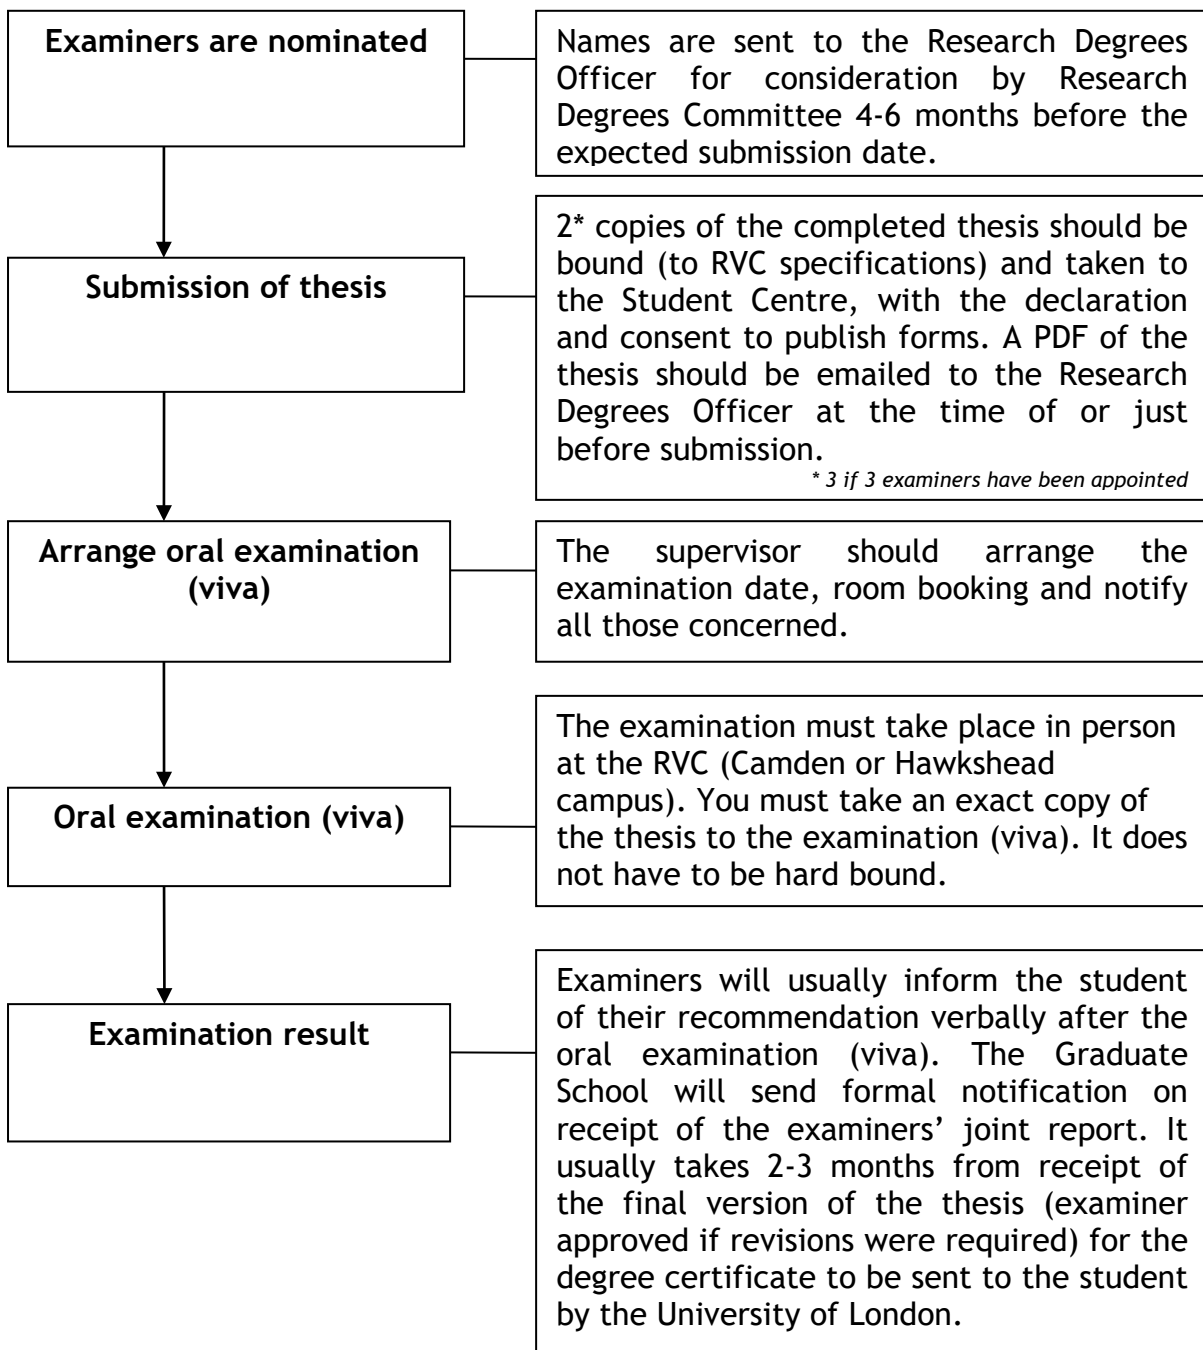 Examiners are nominated
Names are sent to the Research Degrees
Officer for consideration by Research
Degrees Committee 4-6 months before the
expected submission date.
Submission of thesis
2* copies of the completed thesis should be
bound (to RVC specifications) and taken to
the Student Centre, with the declaration
and consent to publish forms. A PDF of the
thesis should be emailed to the Research
Degrees Officer at the time of or just
before submission.
* 3 if 3 examiners have been appointed
Arrange oral examination
(viva)
The supervisor should arrange the
examination date, room booking and notify
all those concerned.
Oral examination (viva)
The examination must take place in person
at the RVC (Camden or Hawkshead
campus). You must take an exact copy of
the thesis to the examination (viva). It does
not have to be hard bound.
Examination result
Examiners will usually inform the student
of their recommendation verbally after the
oral examination (viva). The Graduate
School will send formal notification on
receipt of the examiners’ joint report. It
usually takes 2-3 months from receipt of
the final version of the thesis (examiner
approved if revisions were required) for the
degree certificate to be sent to the student
by the University of London.